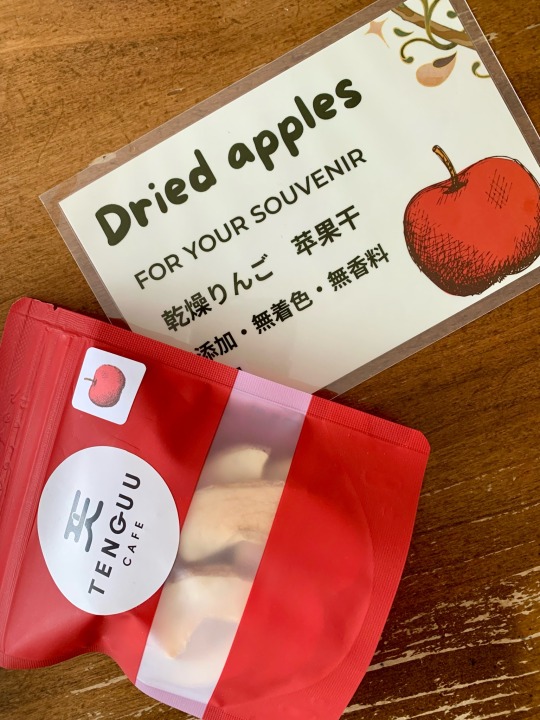 Dried apples
FOR YOUR SOUVENIR
乾燥りんご 苹果干
添加・無着色・無香料
TENGUU
CAFE